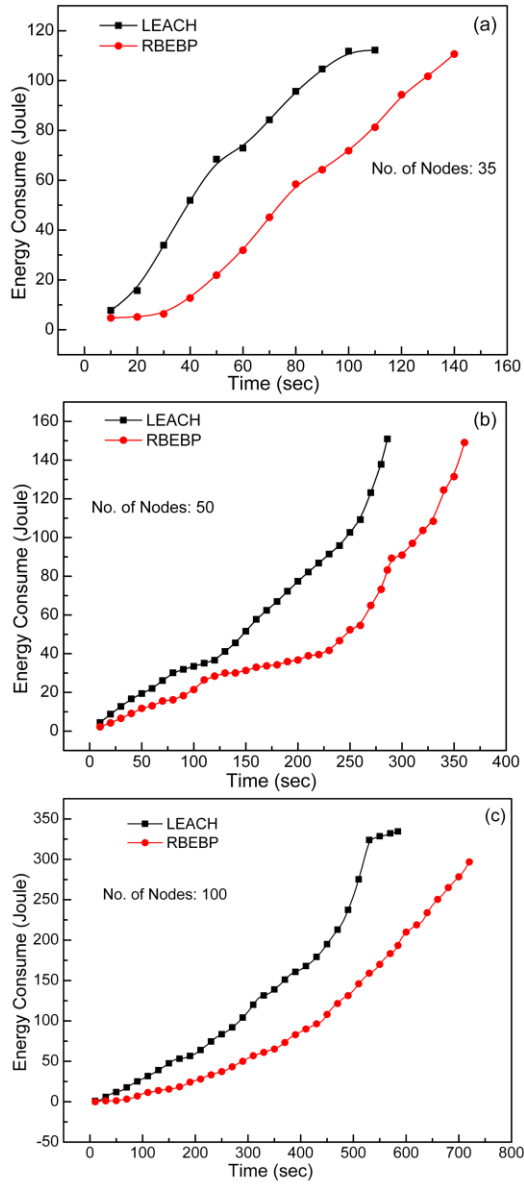 LEACH
RBEBP
(a)
120
100
80
60
40
20
0
Energy Consume (Joule)
No. of Nodes: 35
0 20 40 60 80 100 120 140 160
Time (sec)
LEACH
RBEBP
(b)
160
140
120
100
80
60
40
20
0
Energy Consume (Joule)
No. of Nodes: 50
0 50 100 150 200 250 300 350 400
Time (sec)
LEACH
RBEBP
(c)
350
300
250
200
150
100
50
0
-50
Energy Consume (Joule)
No. of Nodes: 100
0 100 200 300 400 500 600 700 800
Time (sec)